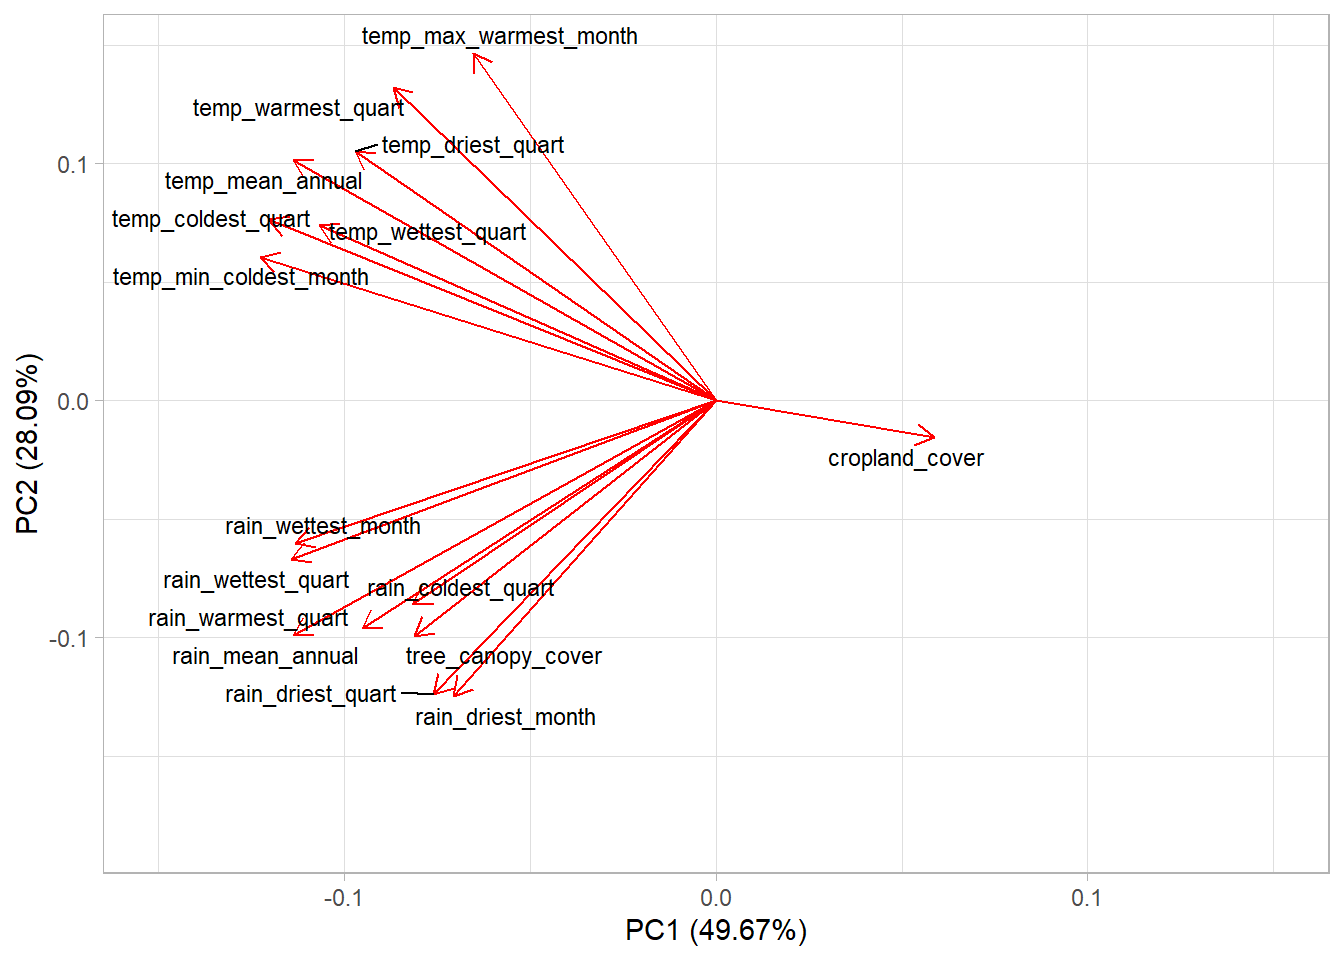 temp_max_warmest_month
temp_warmest_quart
temp_driest_quart
0.1
temp_mean_annual
temp_coldest_quart
temp_wettest_quart
temp_min_coldest_month
PC2 (28.09%)
0.0
cropland_cover
rain_wettest_month
rain_wettest_quart
rain_coldest_quart
rain_warmest_quart
-0.1
rain_mean_annual
tree_canopy_cover
rain_driest_quart
rain_driest_month
-0.1
0.0
0.1
PC1 (49.67%)